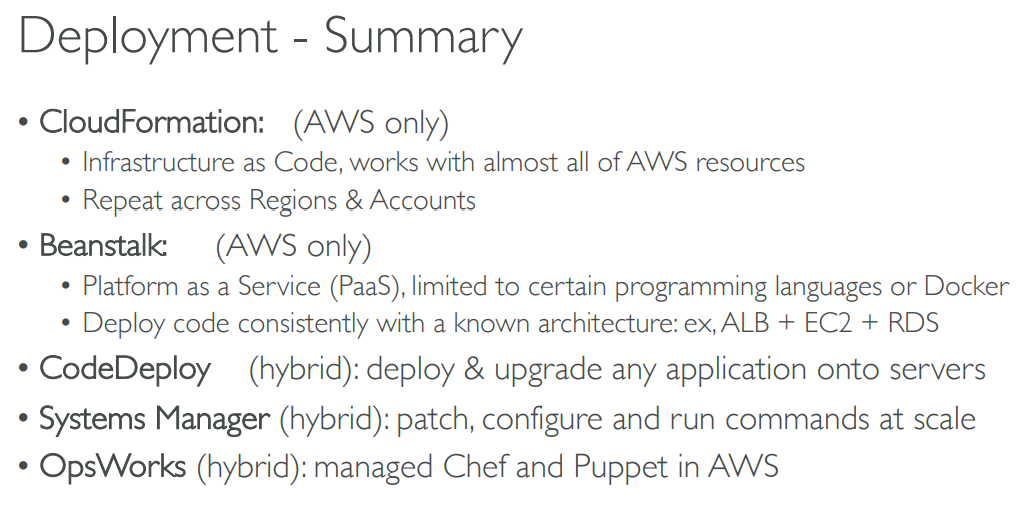 Deployment - Summary
• CloudFormation: (AWS only)
• Infrastructure as Code, works with almost all of AWS resources
• Repeat across Regions & Accounts
• Beanstalk: (AWS only)
• Platform as a Service (PaaS), limited to certain programming languages or Docker
• Deploy code consistently with a known architecture: ex, ALB + EC2 + RDS
• CodeDeploy (hybrid): deploy & upgrade any application onto servers
• Systems Manager (hybrid): patch, configure and run commands at scale
• OpsWorks (hybrid): managed Chef and Puppet in AWS